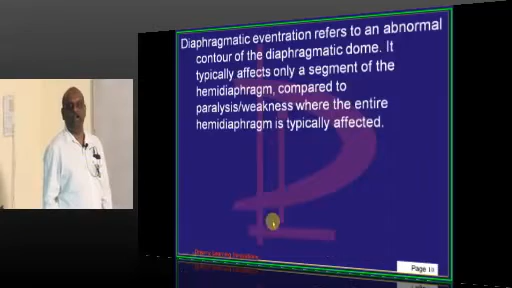 Diaphragmatic eventration refers to an abnormal
contour of the diaphragmatic dome. It
typically affects only a segment of the
hemidiaphragm, compared to
paralysis/weakness where the entire
hemidiaphragm is typically affected.
Page 10